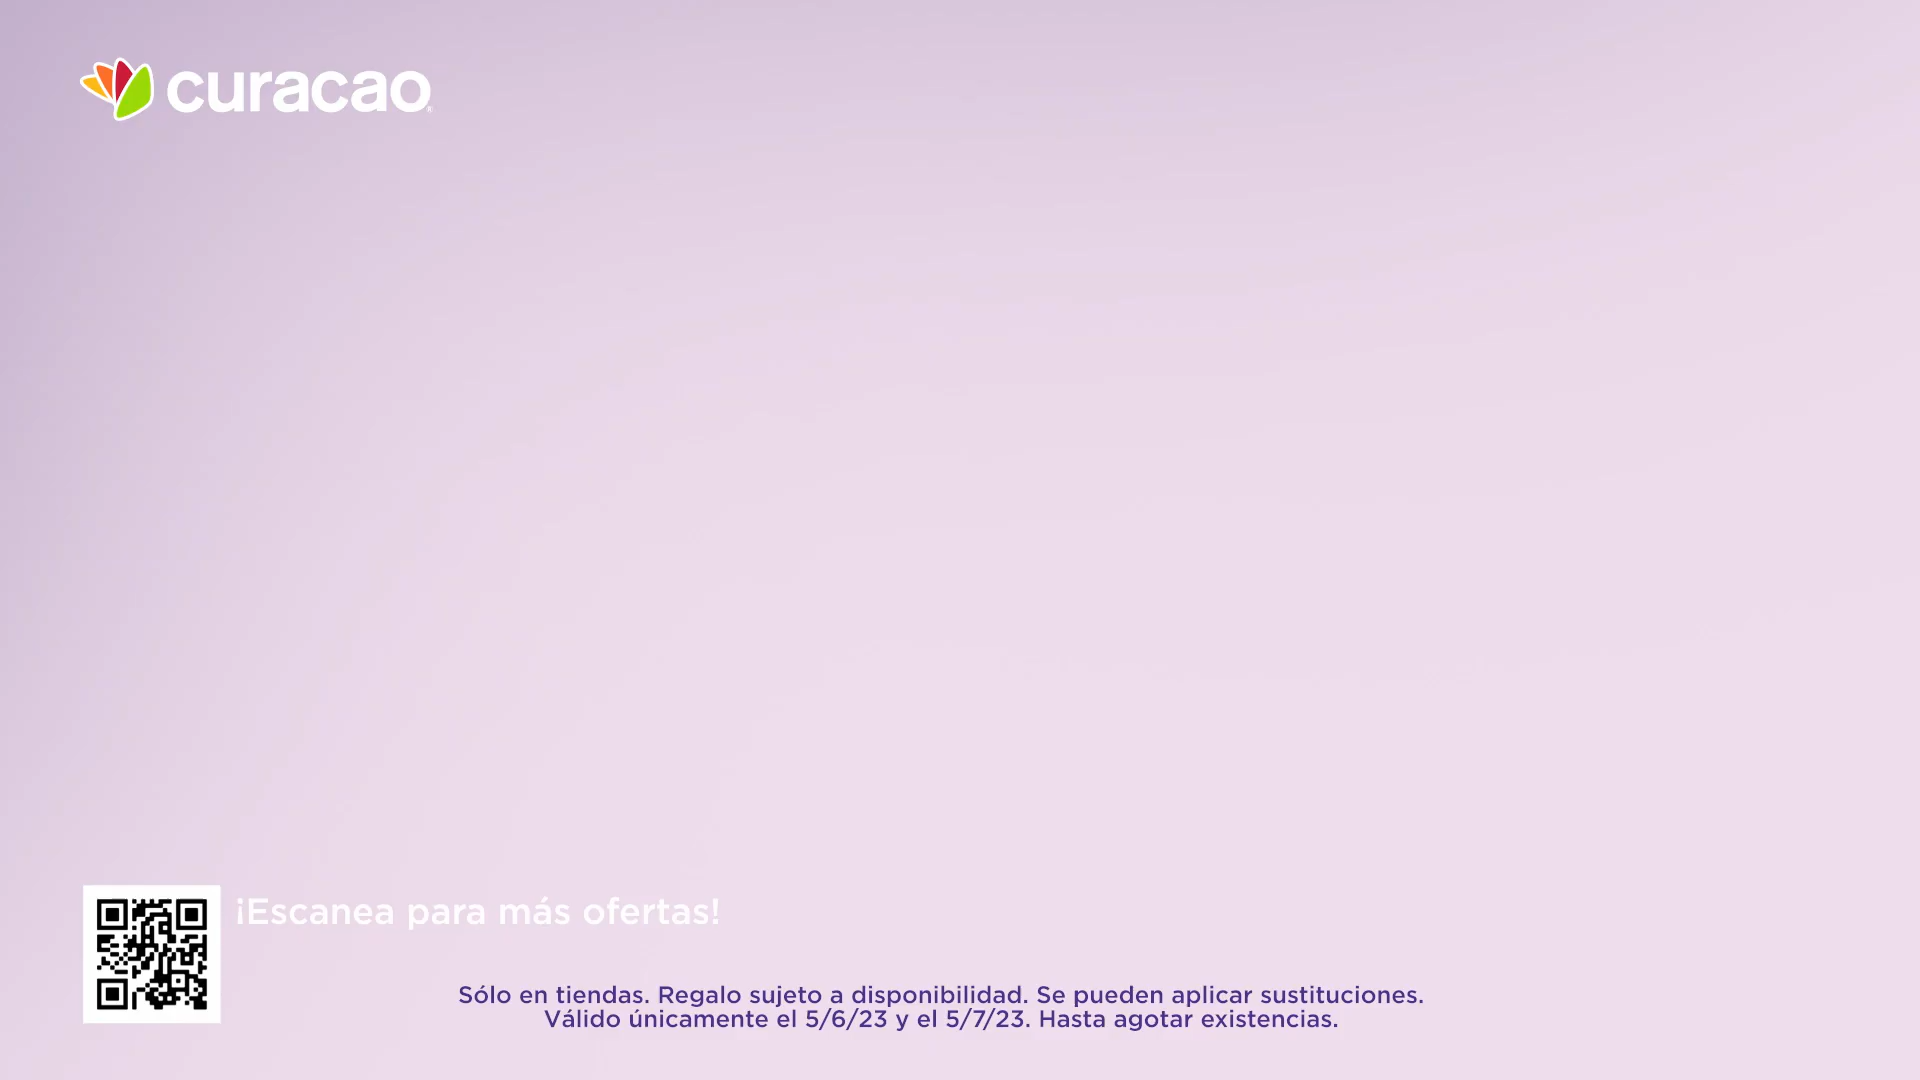 curacao
¡Escanea para más ofertas!
Sólo en tiendas. Regalo sujeto a disponibilidad. Se pueden aplicar sustituciones.
Válido únicamente el 5/6/23 y el 5/7/23. Hasta agotar existencias.